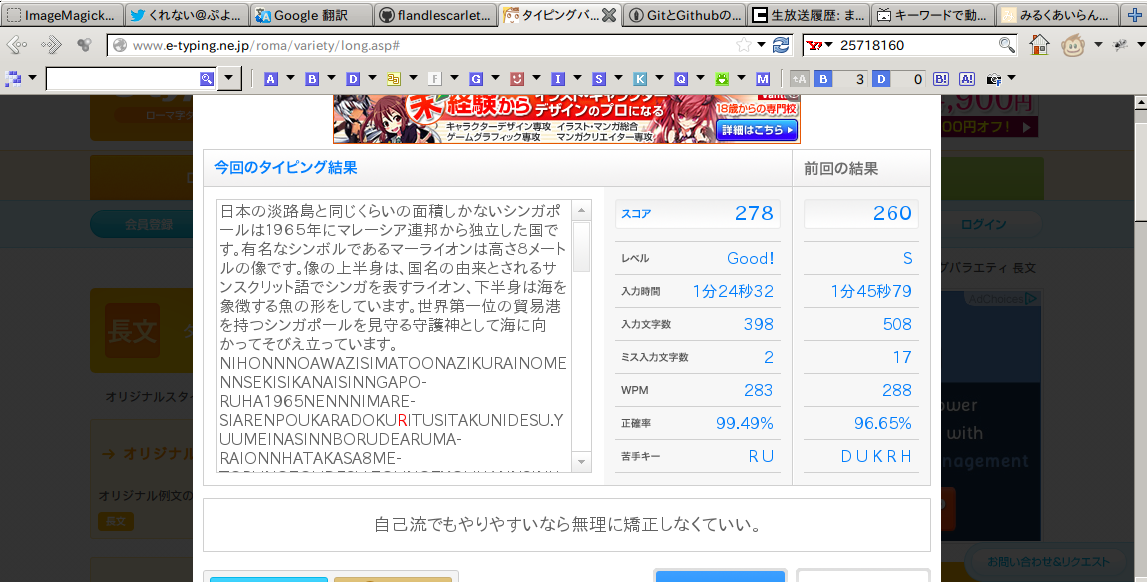 ImageMagick...
くれない@ぷよ...
Google 翻訳
flandlescarlet...
タイピングバ...
GitとGithubの...
生放送履歴: ま...
キーワードで動...
みるくあいらん...
www.e-typing.ne.jp/roma/variety/long.asp#
25718160
A B D F G I S K Q M A B 3 D 0 B! A!
経験から
デザインのプロになる
18歳からの専門校
キャラクターデザイン専攻 イラスト・マンガ総合
ゲームグラフィック専攻 マンガクリエイター専攻
詳細はこちら
,900円
00円オフ!
ローマ字
会員登録
ログイン
今回のタイピング結果
前回の結果
日本の淡路島と同じくらいの面積しかないシンガポ
ールは1965年にマレーシア連邦から独立した国で
す。有名なシンボルであるマーライオンは高さ8メート
ルの像です。像の上半身は、国名の由来とされるサ
ンスクリット語でシンガを表すライオン、下半身は海を
象徴する魚の形をしています。世界第一位の貿易港
を持つシンガポールを見守る守護神として海に向
かってそびえ立っています。
NIHONNNOAWAZISIMATOONAZIKURAINOME
NNSEKISIKANAISINNGAPO-
RUHA1965NENNNIMARE-
SIARENPOUKARADOKURITUSITAKUNIDESU.Y
UUMEINASINNBORUDEARUMA-
RAIONNHATAKASA8ME-
スコア 278 260
レベル Good! S
入力時間 1分24秒32 1分45秒79
入力文字数 398 508
ミス入力文字数 2 17
WPM 283 288
正確率 99.49% 96.65%
苦手キー R U D U K R H
グバラエティ 長文
AdChoices
長文
オリジナルスタ
オリジナル
オリジナル例文の
長文
ower
with
nagement
自己流でもやりやすいなら無理に矯正しなくていい。
お問い合わせ&リクエスト